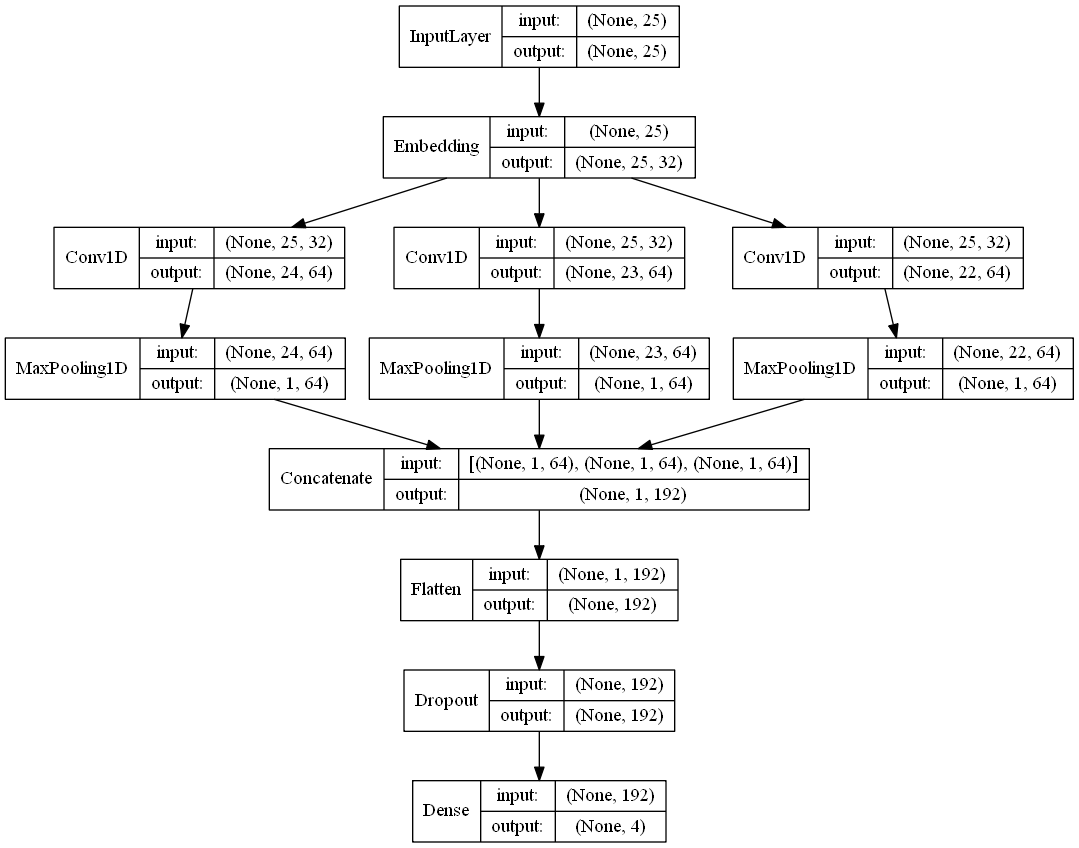 InputLayer
input: (None, 25)
output: (None, 25)
Embedding
input: (None, 25)
output: (None, 25, 32)
Conv1D
input: (None, 25, 32)
output: (None, 24, 64)
Conv1D
input: (None, 25, 32)
output: (None, 23, 64)
Conv1D
input: (None, 25, 32)
output: (None, 22, 64)
MaxPooling1D
input: (None, 24, 64)
output: (None, 1, 64)
MaxPooling1D
input: (None, 23, 64)
output: (None, 1, 64)
MaxPooling1D
input: (None, 22, 64)
output: (None, 1, 64)
Concatenate
input: [(None, 1, 64), (None, 1, 64), (None, 1, 64)]
output: (None, 1, 192)
Flatten
input: (None, 1, 192)
output: (None, 192)
Dropout
input: (None, 192)
output: (None, 192)
Dense
input: (None, 192)
output: (None, 4)